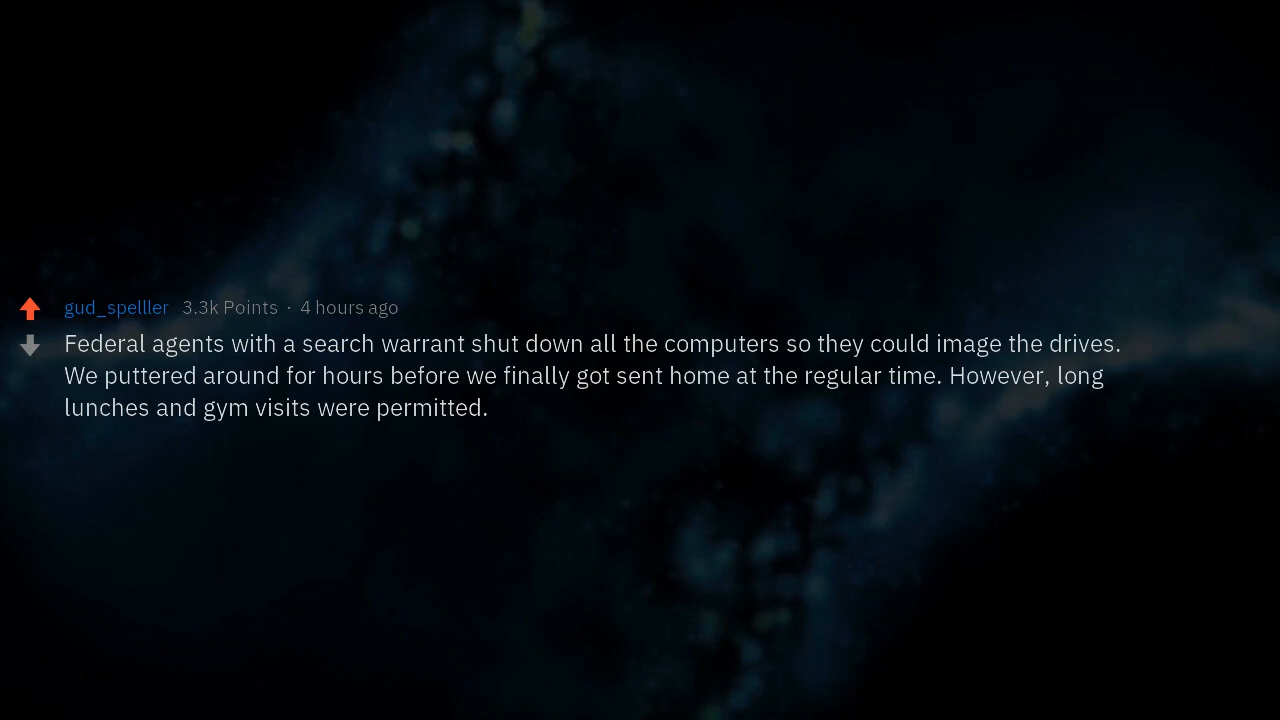 gud_spelller 3.3k Points · 4 hours ago
Federal agents with a search warrant shut down all the computers so they could image the drives.
We puttered around for hours before we finally got sent home at the regular time. However, long
lunches and gym visits were permitted.